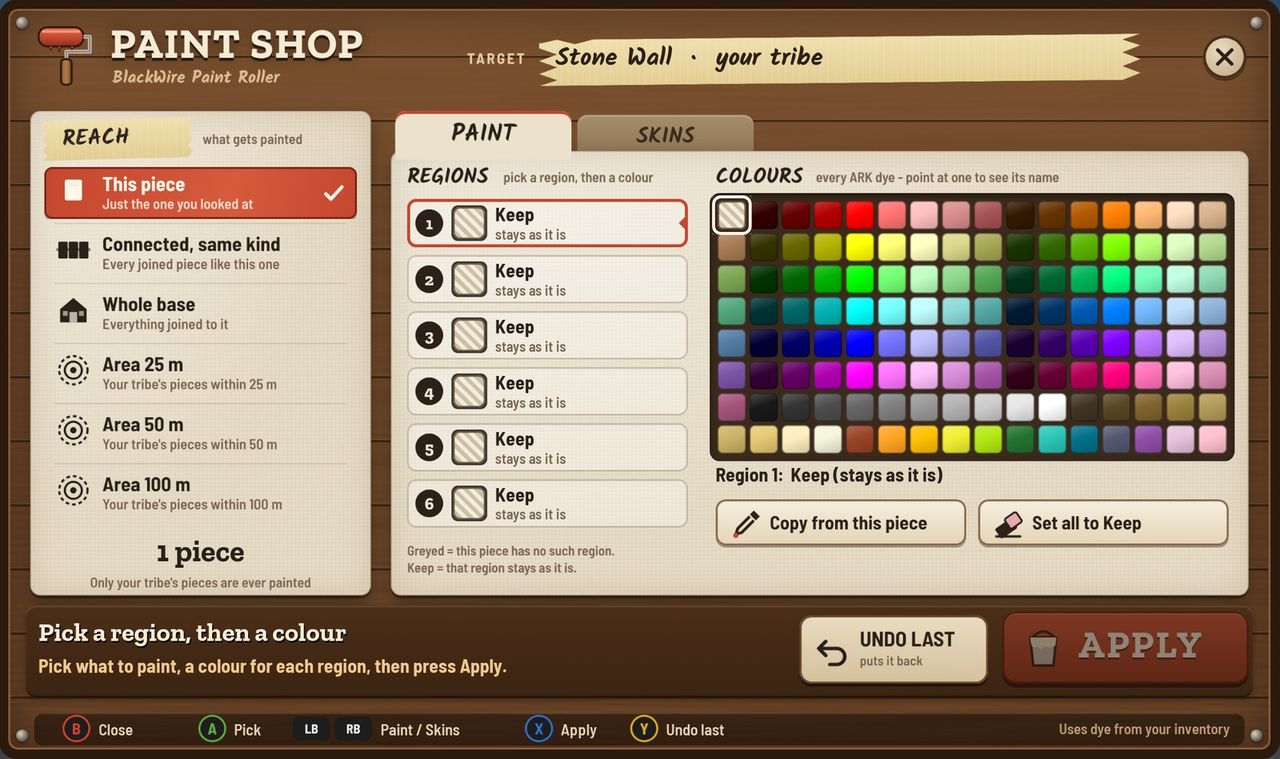 PAINT SHOP
BlackWire Paint Roller
TARGET
Stone Wall · your tribe
REACH
what gets painted
This piece
Just the one you looked at
Connected, same kind
Every joined piece like this one
Whole base
Everything joined to it
Area 25 m
Your tribe's pieces within 25 m
Area 50 m
Your tribe's pieces within 50 m
Area 100 m
Your tribe's pieces within 100 m
1 piece
Only your tribe's pieces are ever painted
PAINT
SKINS
REGIONS
pick a region, then a colour
1
Keep
stays as it is
2
Keep
stays as it is
3
Keep
stays as it is
4
Keep
stays as it is
5
Keep
stays as it is
6
Keep
stays as it is
Greyed = this piece has no such region.
Keep = that region stays as it is.
COLOURS
every ARK dye - point at one to see its name
Region 1: Keep (stays as it is)
Copy from this piece
Set all to Keep
Pick a region, then a colour
Pick what to paint, a colour for each region, then press Apply.
UNDO LAST
puts it back
APPLY
B Close
A Pick
LB RB Paint / Skins
X Apply
Y Undo last
Uses dye from your inventory